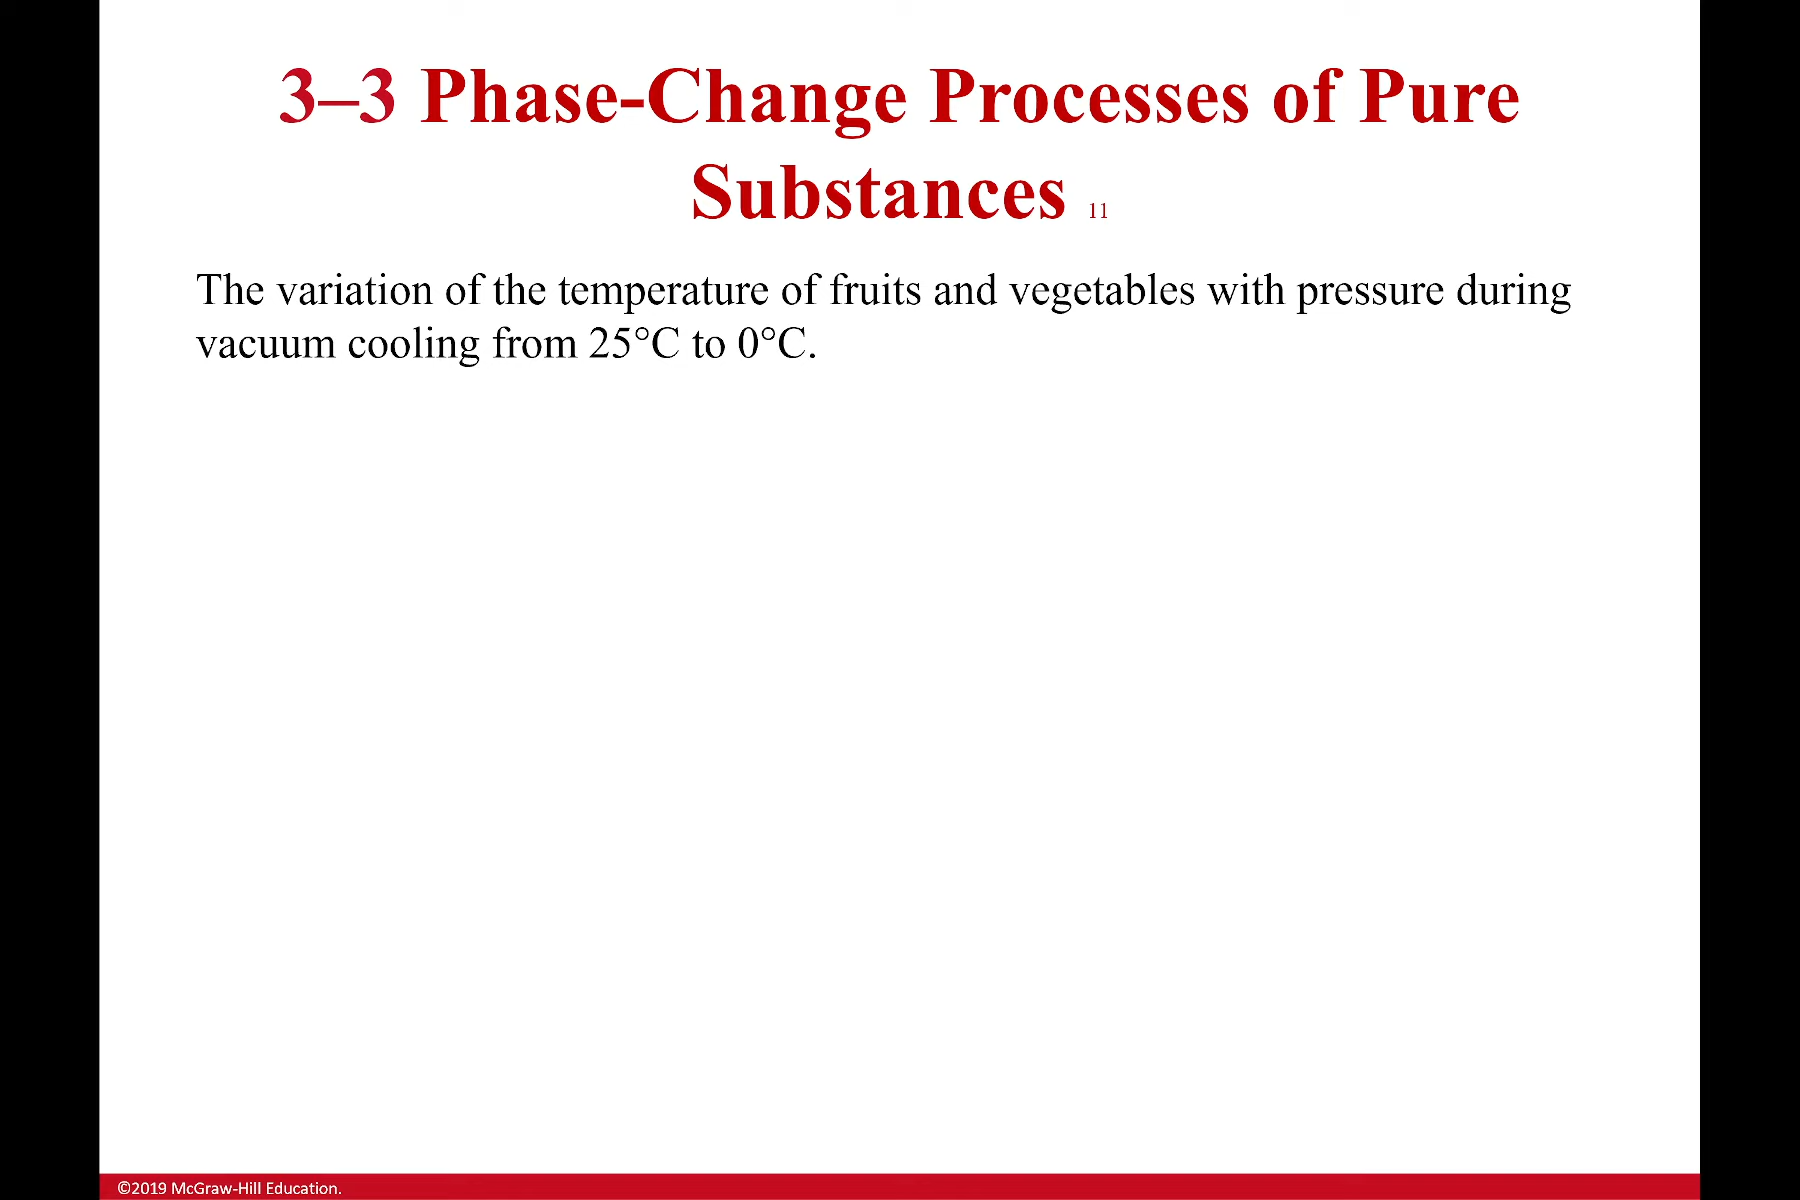 3–3 Phase-Change Processes of Pure
Substances 11
The variation of the temperature of fruits and vegetables with pressure during
vacuum cooling from 25°C to 0°C.
©2019 McGraw-Hill Education.